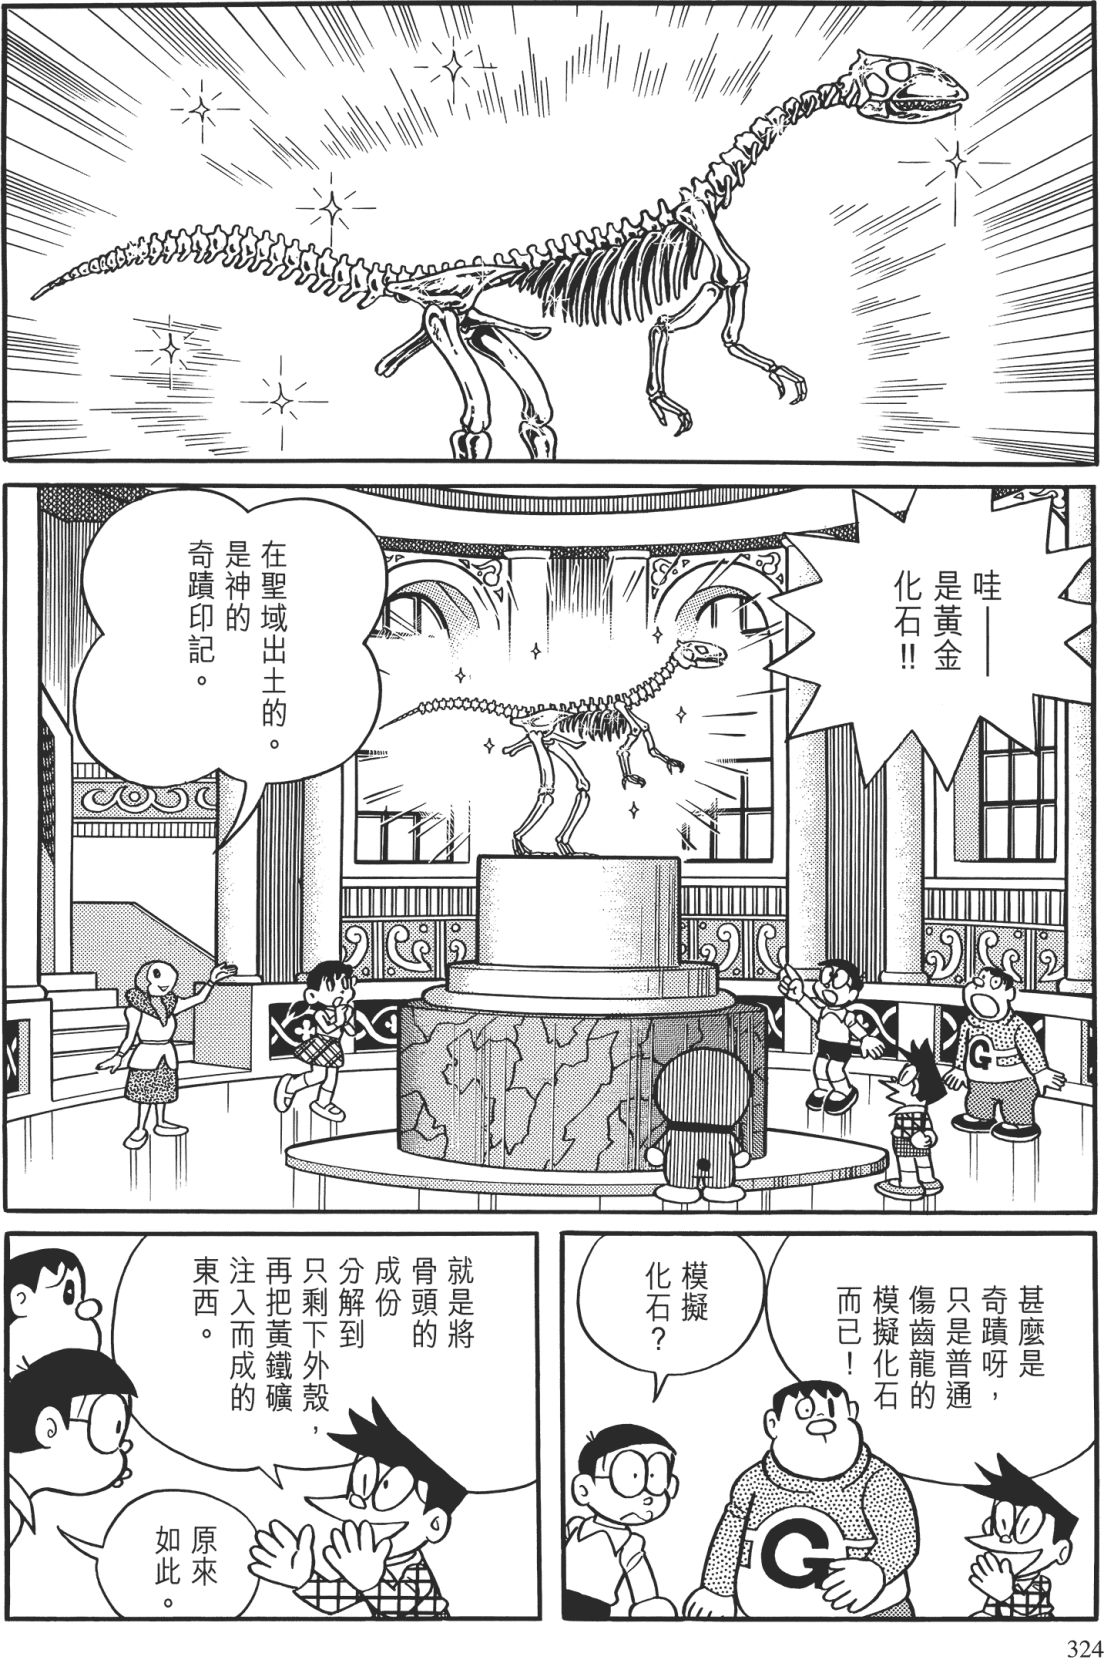 哇——
是黃金
化石!!
在聖域出土的。
是神的
奇蹟印記。
G
甚麼是
奇蹟呀，
只是普通
傷齒龍的
模擬化石
而已！
模擬
化石？
G
就是將
骨頭的
成份
分解到
只剩下外殼，
再把黃鐵礦
注入而成的
東西。
原來
如此。
324